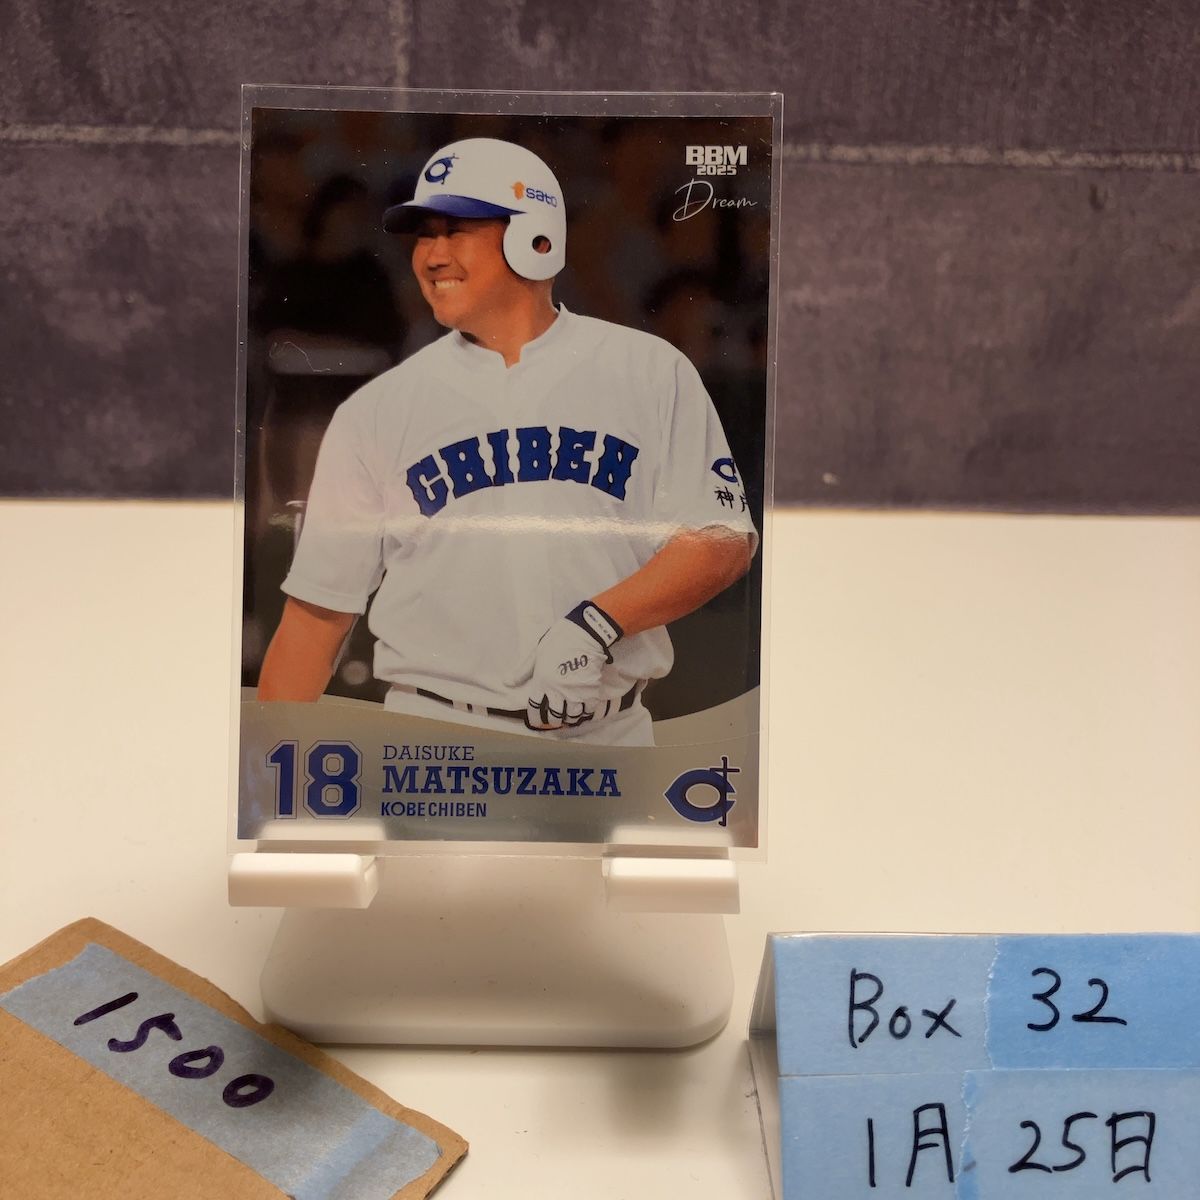 BBM
2025
Dream
sato
CHIBEN
神戸
one
18
DAISUKE
MATSUZAKA
KOBE CHIBEN
1500
Box 32
1月 25日